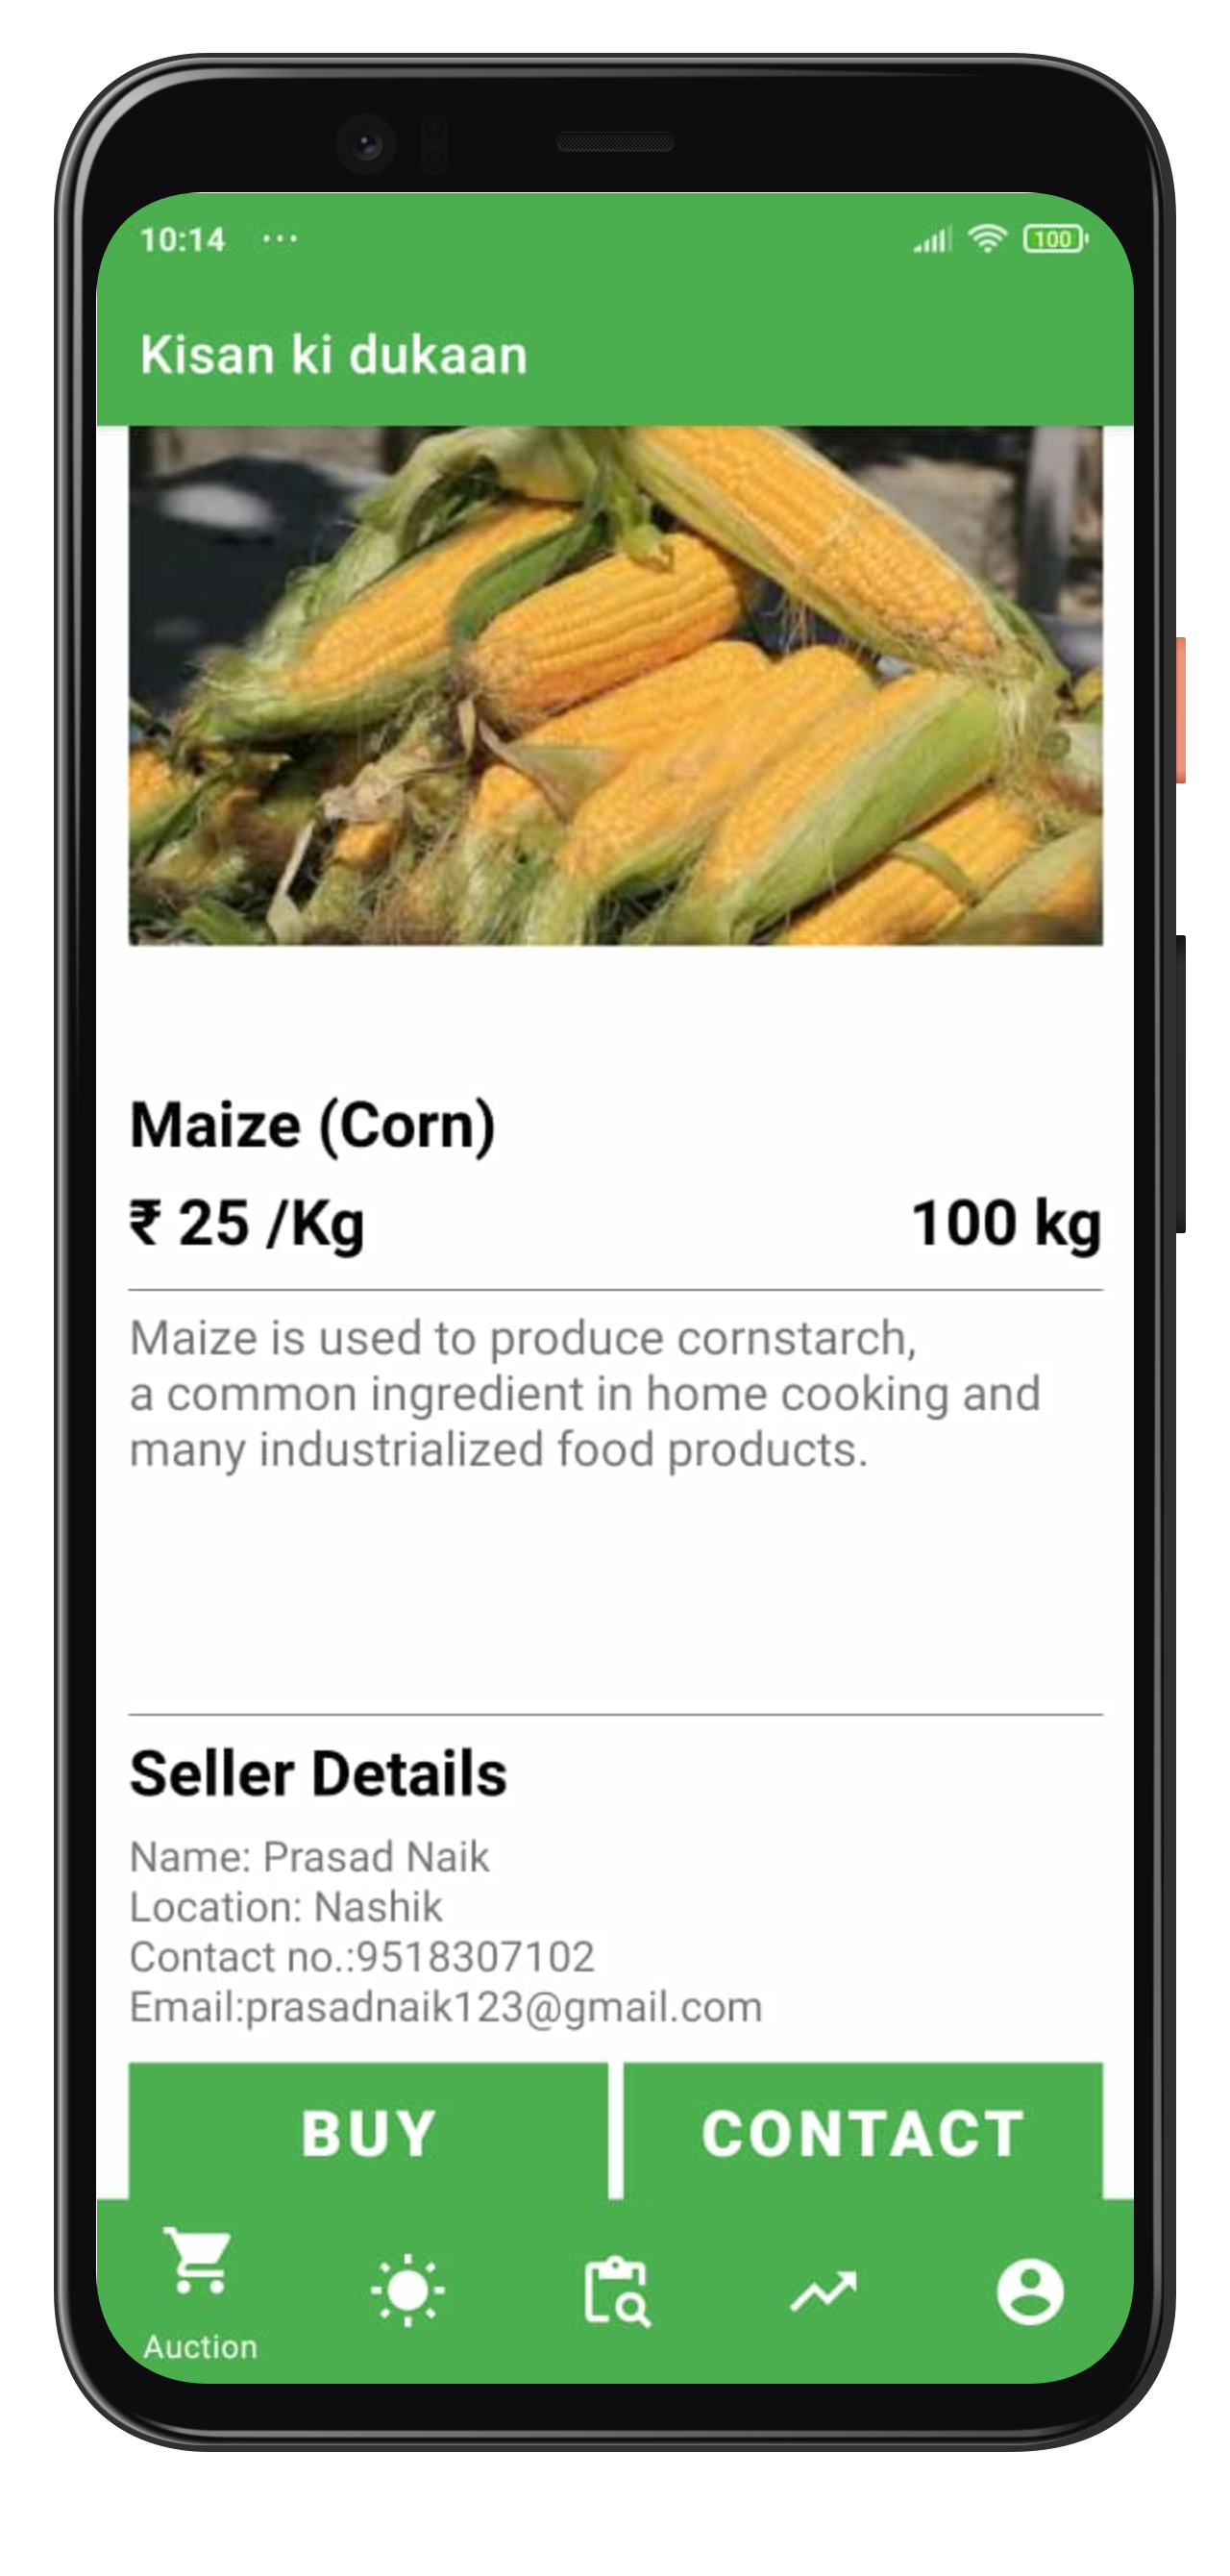 10:14 ...
100
Kisan ki dukaan
Maize (Corn)
₹ 25 /Kg 100 kg
Maize is used to produce cornstarch,
a common ingredient in home cooking and
many industrialized food products.
Seller Details
Name: Prasad Naik
Location: Nashik
Contact no.:9518307102
Email:prasadnaik123@gmail.com
BUY CONTACT
Auction